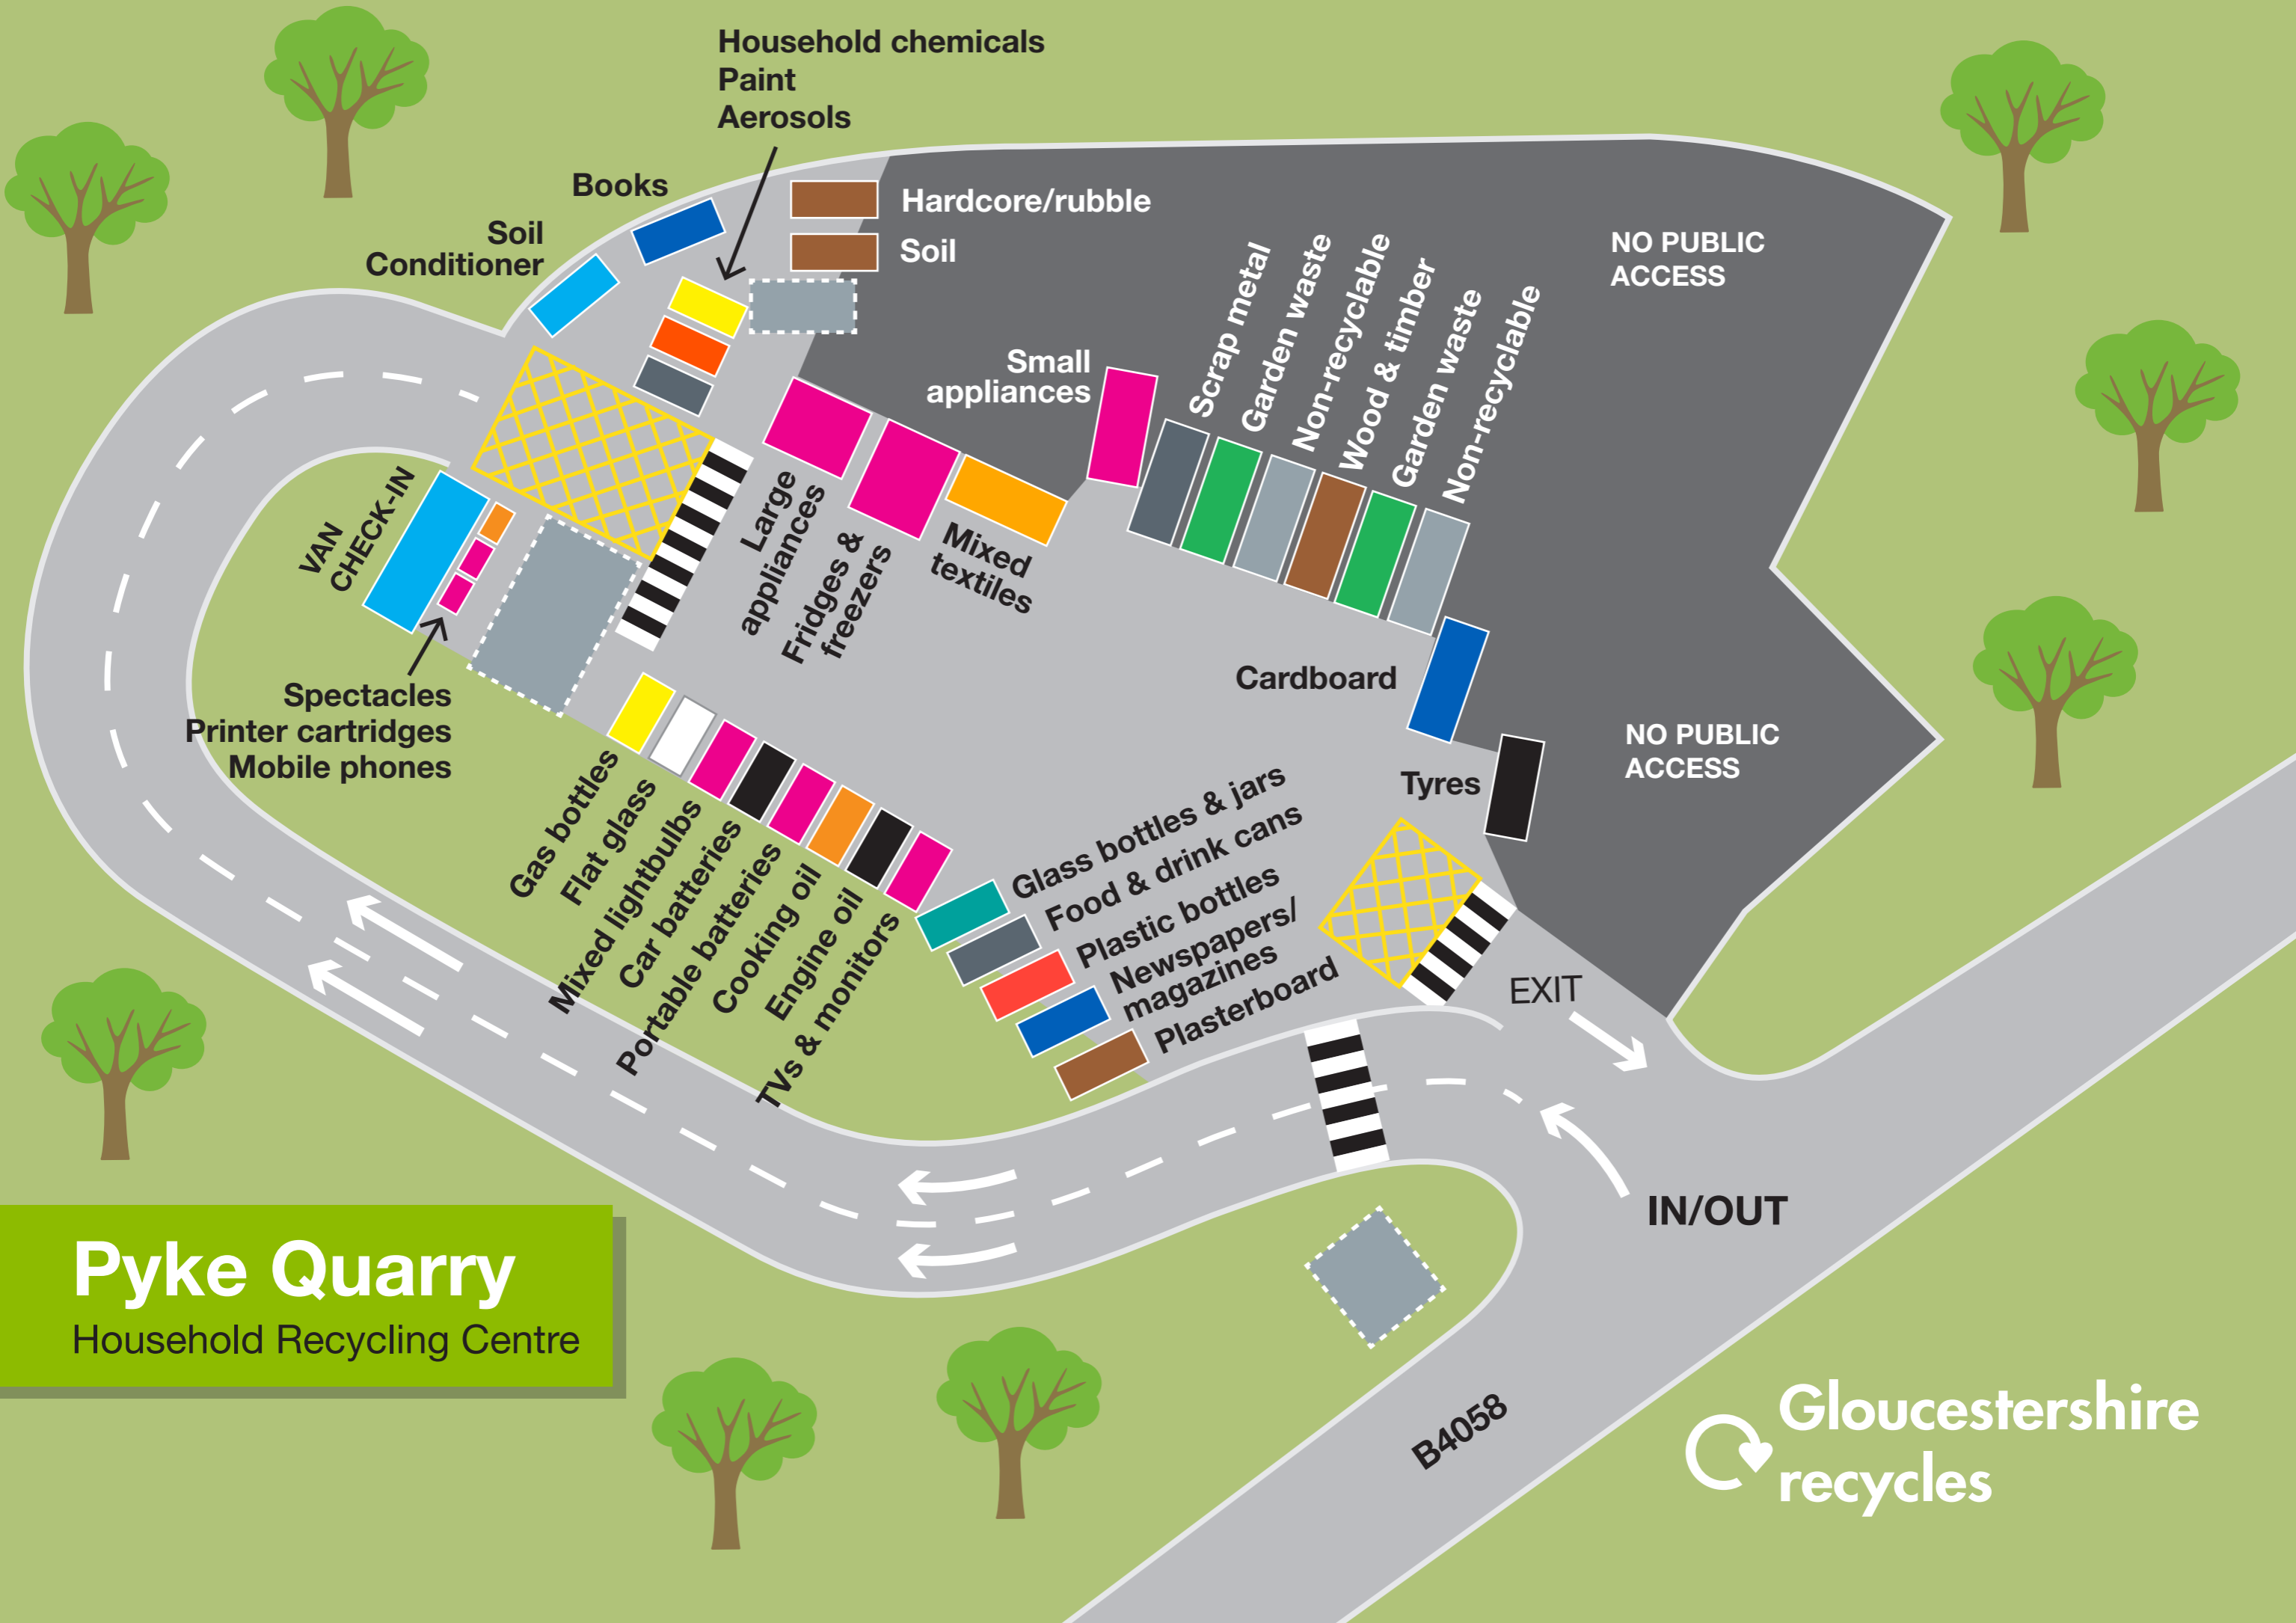 Household chemicals
Paint
Aerosols
Books
Soil
Conditioner
Hardcore/rubble
Soil
NO PUBLIC
ACCESS
Small
appliances
Scrap metal
Garden waste
Non-recyclable
Wood & timber
Garden waste
Non-recyclable
VAN
CHECK-IN
Large
appliances
Fridges &
freezers
Mixed
textiles
Cardboard
Spectacles
Printer cartridges
Mobile phones
NO PUBLIC
ACCESS
Tyres
Gas bottles
Flat glass
Mixed lightbulbs
Car batteries
Portable batteries
Cooking oil
Engine oil
TVs & monitors
Glass bottles & jars
Food & drink cans
Plastic bottles
Newspapers/
magazines
Plasterboard
EXIT
IN/OUT
Pyke Quarry
Household Recycling Centre
B4058
Gloucestershire
recycles